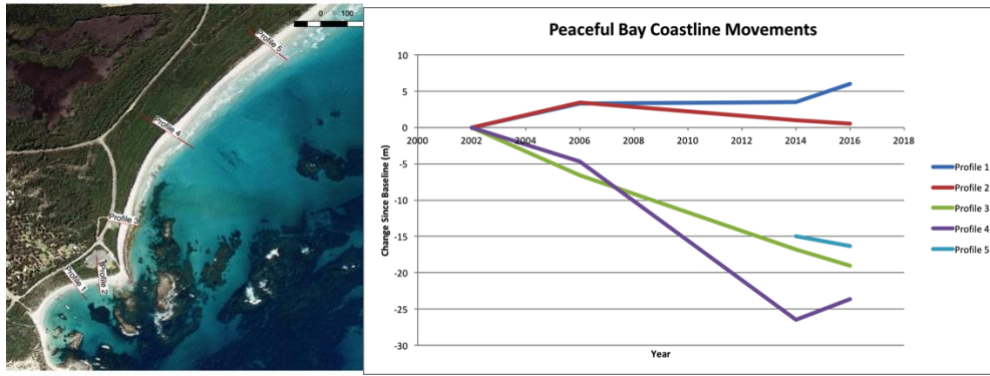 0 100
Profile 5
Profile 4
Profile 3
Profile 2
Profile 1
Peaceful Bay Coastline Movements
Change Since Baseline (m)
10
5
0
-5
-10
-15
-20
-25
-30
2000 2002 2004 2006 2008 2010 2012 2014 2016 2018
Year
Profile 1
Profile 2
Profile 3
Profile 4
Profile 5